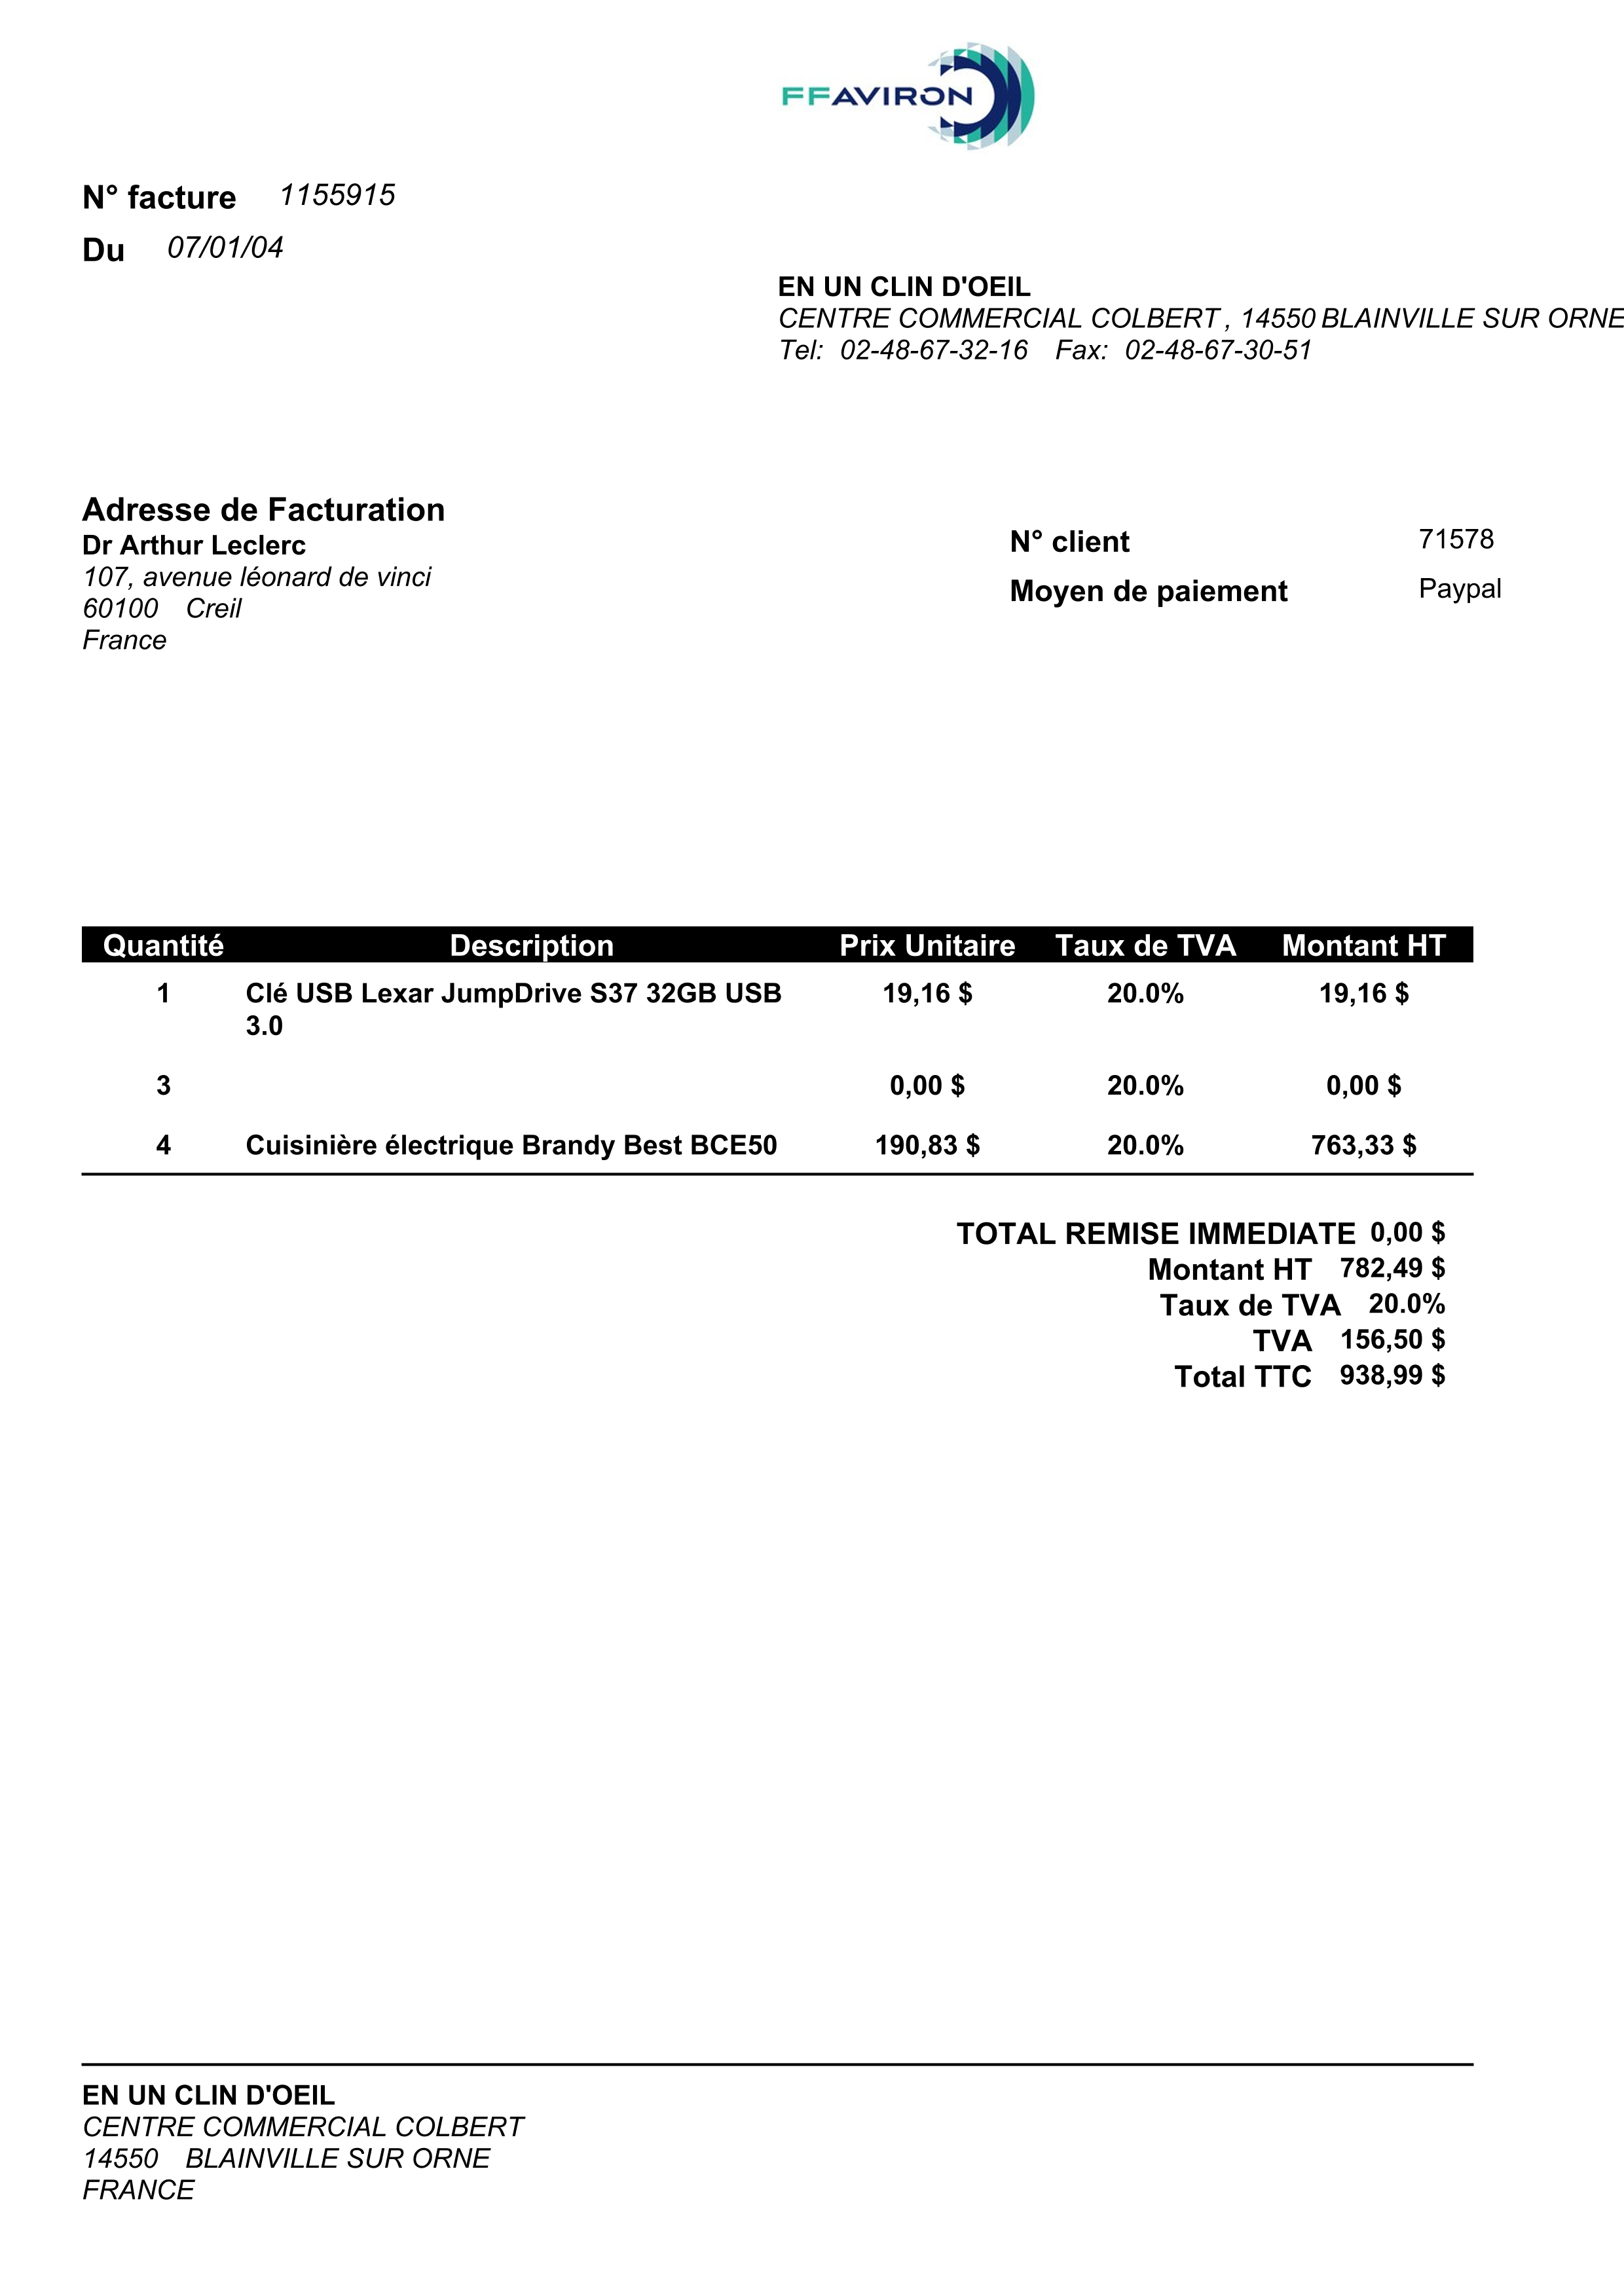 FFAVIRON
N° facture 1155915
Du 07/01/04
EN UN CLIN D'OEIL
CENTRE COMMERCIAL COLBERT , 14550 BLAINVILLE SUR ORNE
Tel: 02-48-67-32-16 Fax: 02-48-67-30-51
Adresse de Facturation
Dr Arthur Leclerc
107, avenue léonard de vinci
60100 Creil
France
N° client 71578
Moyen de paiement Paypal
Quantité Description Prix Unitaire Taux de TVA Montant HT
1 Clé USB Lexar JumpDrive S37 32GB USB 19,16 $ 20.0% 19,16 $
3.0
3 0,00 $ 20.0% 0,00 $
4 Cuisinière électrique Brandy Best BCE50 190,83 $ 20.0% 763,33 $
TOTAL REMISE IMMEDIATE 0,00 $
Montant HT 782,49 $
Taux de TVA 20.0%
TVA 156,50 $
Total TTC 938,99 $
EN UN CLIN D'OEIL
CENTRE COMMERCIAL COLBERT
14550 BLAINVILLE SUR ORNE
FRANCE